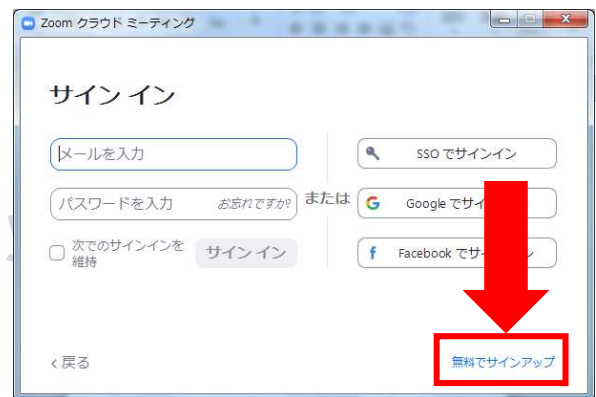 Zoom クラウド ミーティング
サイン イン
メールを入力
パスワードを入力 お忘れですか?
次でのサインインを
維持
サイン イン
または
SSO でサインイン
Google でサイ
Facebook でサ
< 戻る
無料でサインアップ